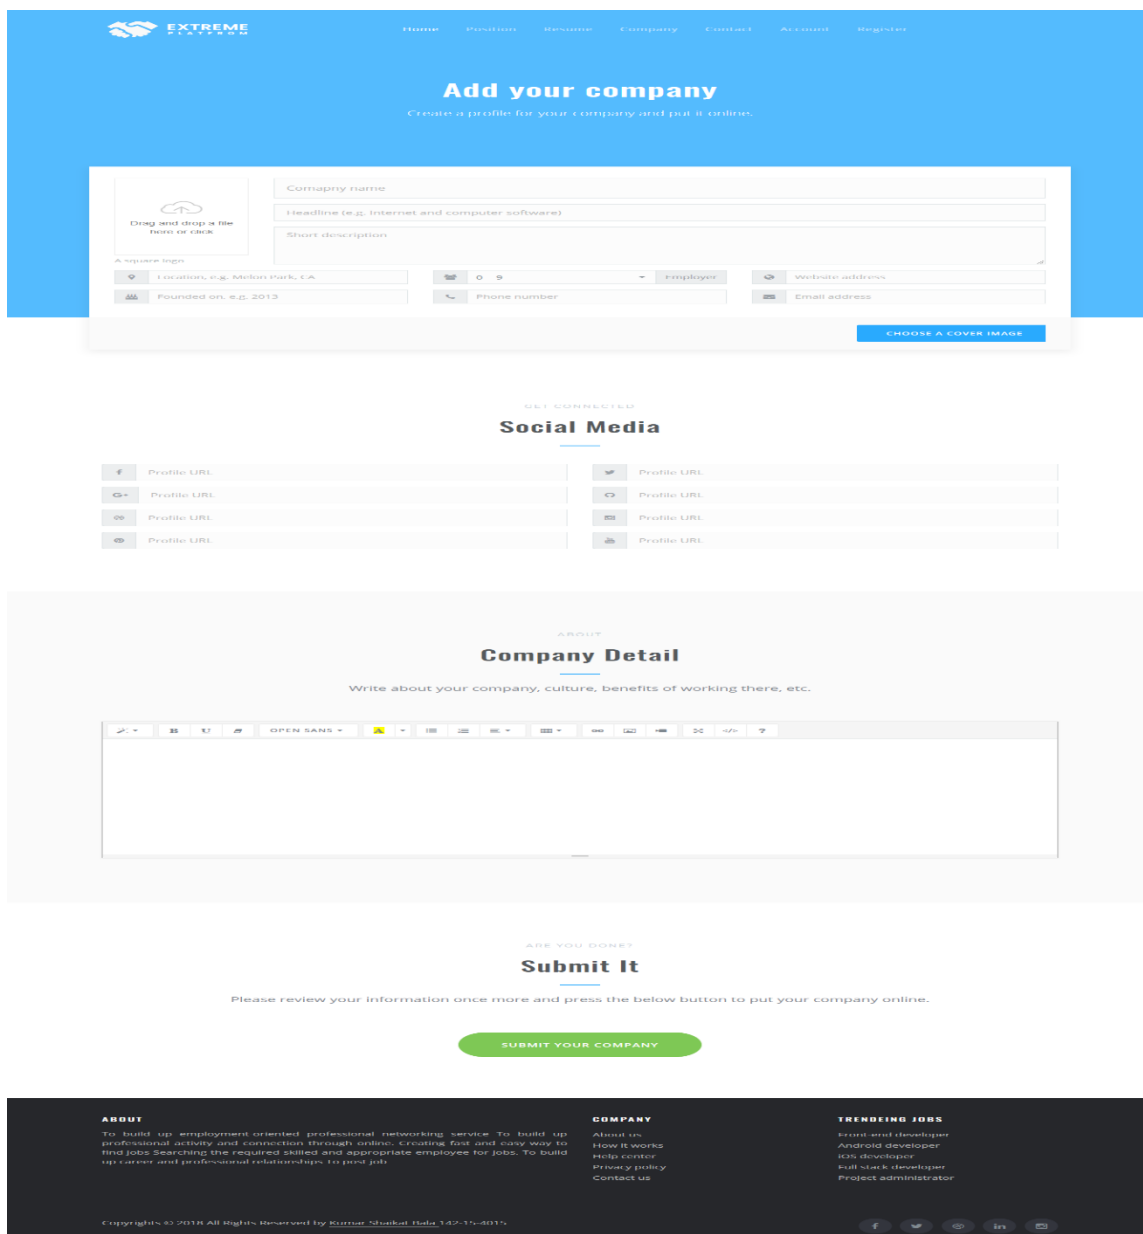 EXTREME
PLATFROM
Home Position Resume Company Contact Account Register
Add your company
Create a profile for your company and put it online.
Drag and drop a file
here or click
A square logo
Comapny name
Headline (e.g. Internet and computer software)
Short description
Location, e.g. Melon Park, CA
0 - 9
Employer
Website address
Founded on, e.g. 2013
Phone number
Email address
CHOOSE A COVER IMAGE
GET CONNECTED
Social Media
Profile URL
Profile URL
Profile URL
Profile URL
Profile URL
Profile URL
Profile URL
Profile URL
ABOUT
Company Detail
Write about your company, culture, benefits of working there, etc.
B U OPEN SANS A </> ?
ARE YOU DONE?
Submit It
Please review your information once more and press the below button to put your company online.
SUBMIT YOUR COMPANY
ABOUT
To build up employment-oriented professional networking service To build up
professional activity and connection through online. Creating fast and easy way to
find jobs Searching the required skilled and appropriate employee for jobs. To build
up career and professional relationships To post job
COMPANY
About us
How it works
Help center
Privacy policy
Contact us
TRENDEING JOBS
Front-end developer
Android developer
iOS developer
Full stack developer
Project administrator
Copyrights © 2018 All Rights Reserved by Kumar Shaikat Hala 142-15-4015